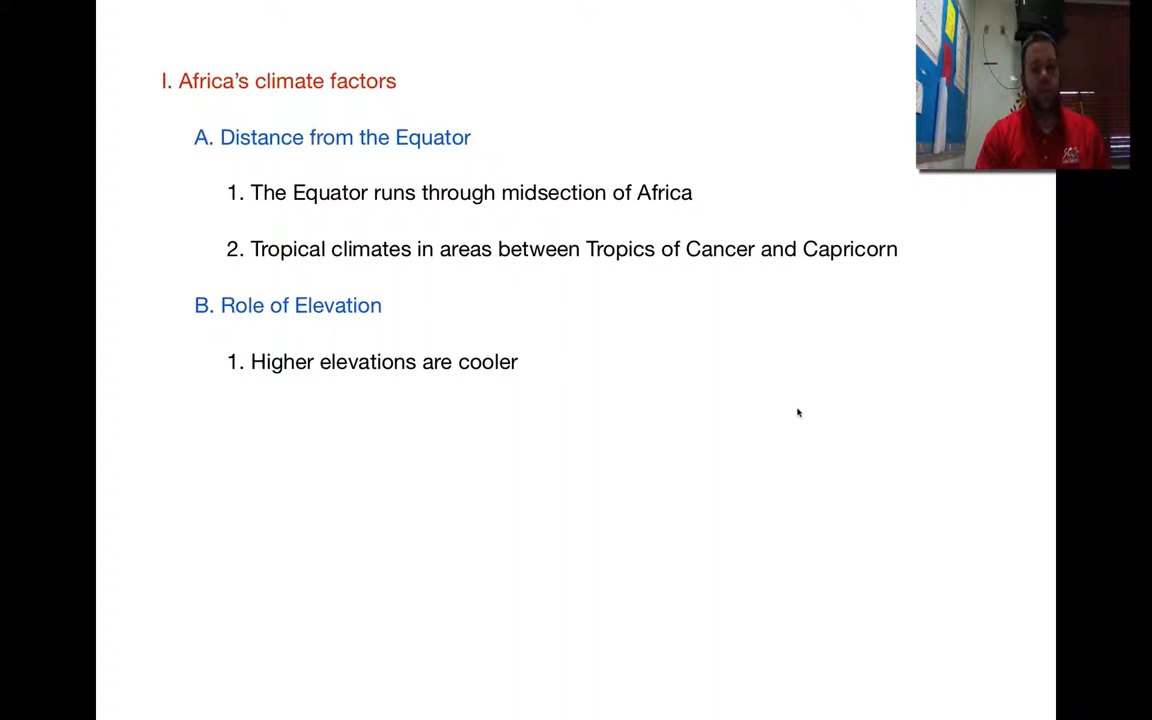 I. Africa's climate factors
A. Distance from the Equator
1. The Equator runs through midsection of Africa
2. Tropical climates in areas between Tropics of Cancer and Capricorn
B. Role of Elevation
1. Higher elevations are cooler